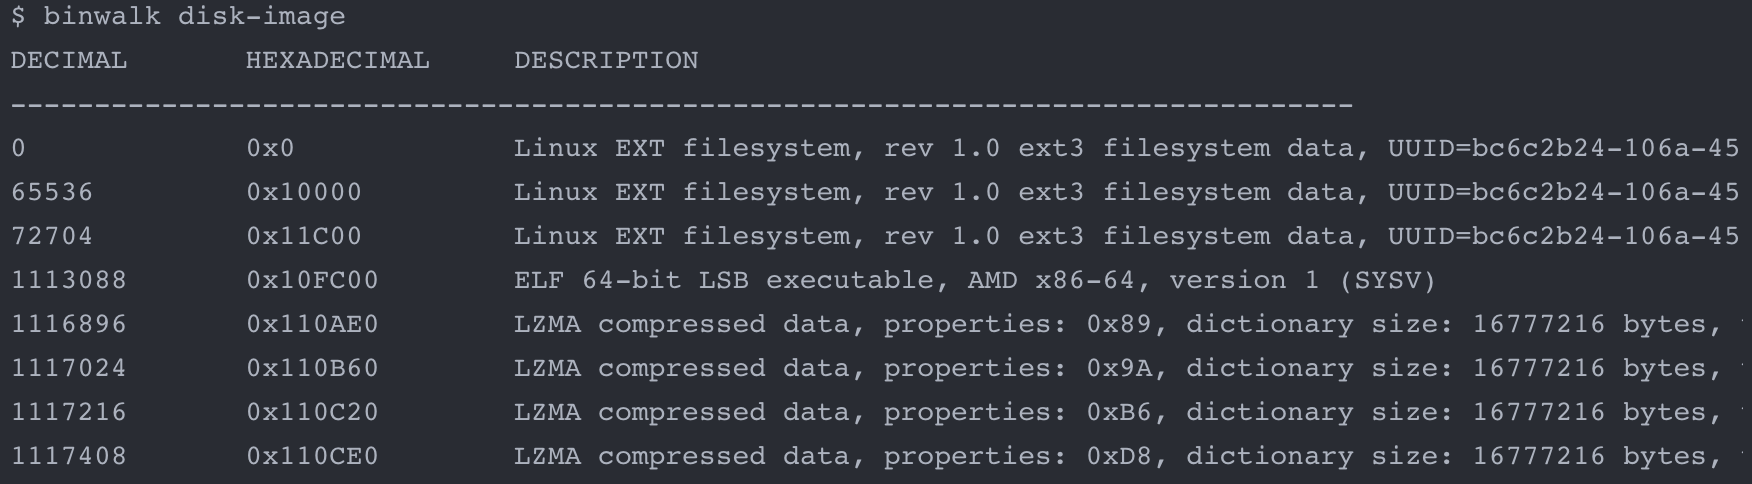 $ binwalk disk-image
DECIMAL       HEXADECIMAL     DESCRIPTION
--------------------------------------------------------------------------------
0             0x0             Linux EXT filesystem, rev 1.0 ext3 filesystem data, UUID=bc6c2b24-106a-45
65536         0x10000         Linux EXT filesystem, rev 1.0 ext3 filesystem data, UUID=bc6c2b24-106a-45
72704         0x11C00         Linux EXT filesystem, rev 1.0 ext3 filesystem data, UUID=bc6c2b24-106a-45
1113088       0x10FC00        ELF 64-bit LSB executable, AMD x86-64, version 1 (SYSV)
1116896       0x110AE0        LZMA compressed data, properties: 0x89, dictionary size: 16777216 bytes,
1117024       0x110B60        LZMA compressed data, properties: 0x9A, dictionary size: 16777216 bytes,
1117216       0x110C20        LZMA compressed data, properties: 0xB6, dictionary size: 16777216 bytes,
1117408       0x110CE0        LZMA compressed data, properties: 0xD8, dictionary size: 16777216 bytes,